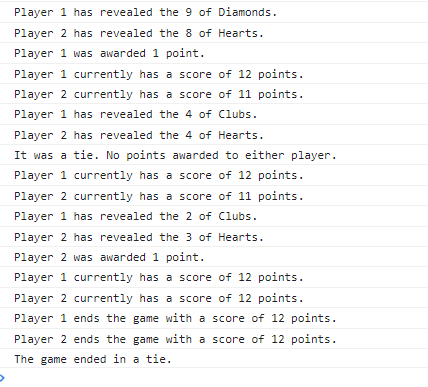 Player 1 has revealed the 9 of Diamonds.
Player 2 has revealed the 8 of Hearts.
Player 1 was awarded 1 point.
Player 1 currently has a score of 12 points.
Player 2 currently has a score of 11 points.
Player 1 has revealed the 4 of Clubs.
Player 2 has revealed the 4 of Hearts.
It was a tie. No points awarded to either player.
Player 1 currently has a score of 12 points.
Player 2 currently has a score of 11 points.
Player 1 has revealed the 2 of Clubs.
Player 2 has revealed the 3 of Hearts.
Player 2 was awarded 1 point.
Player 1 currently has a score of 12 points.
Player 2 currently has a score of 12 points.
Player 1 ends the game with a score of 12 points.
Player 2 ends the game with a score of 12 points.
The game ended in a tie.